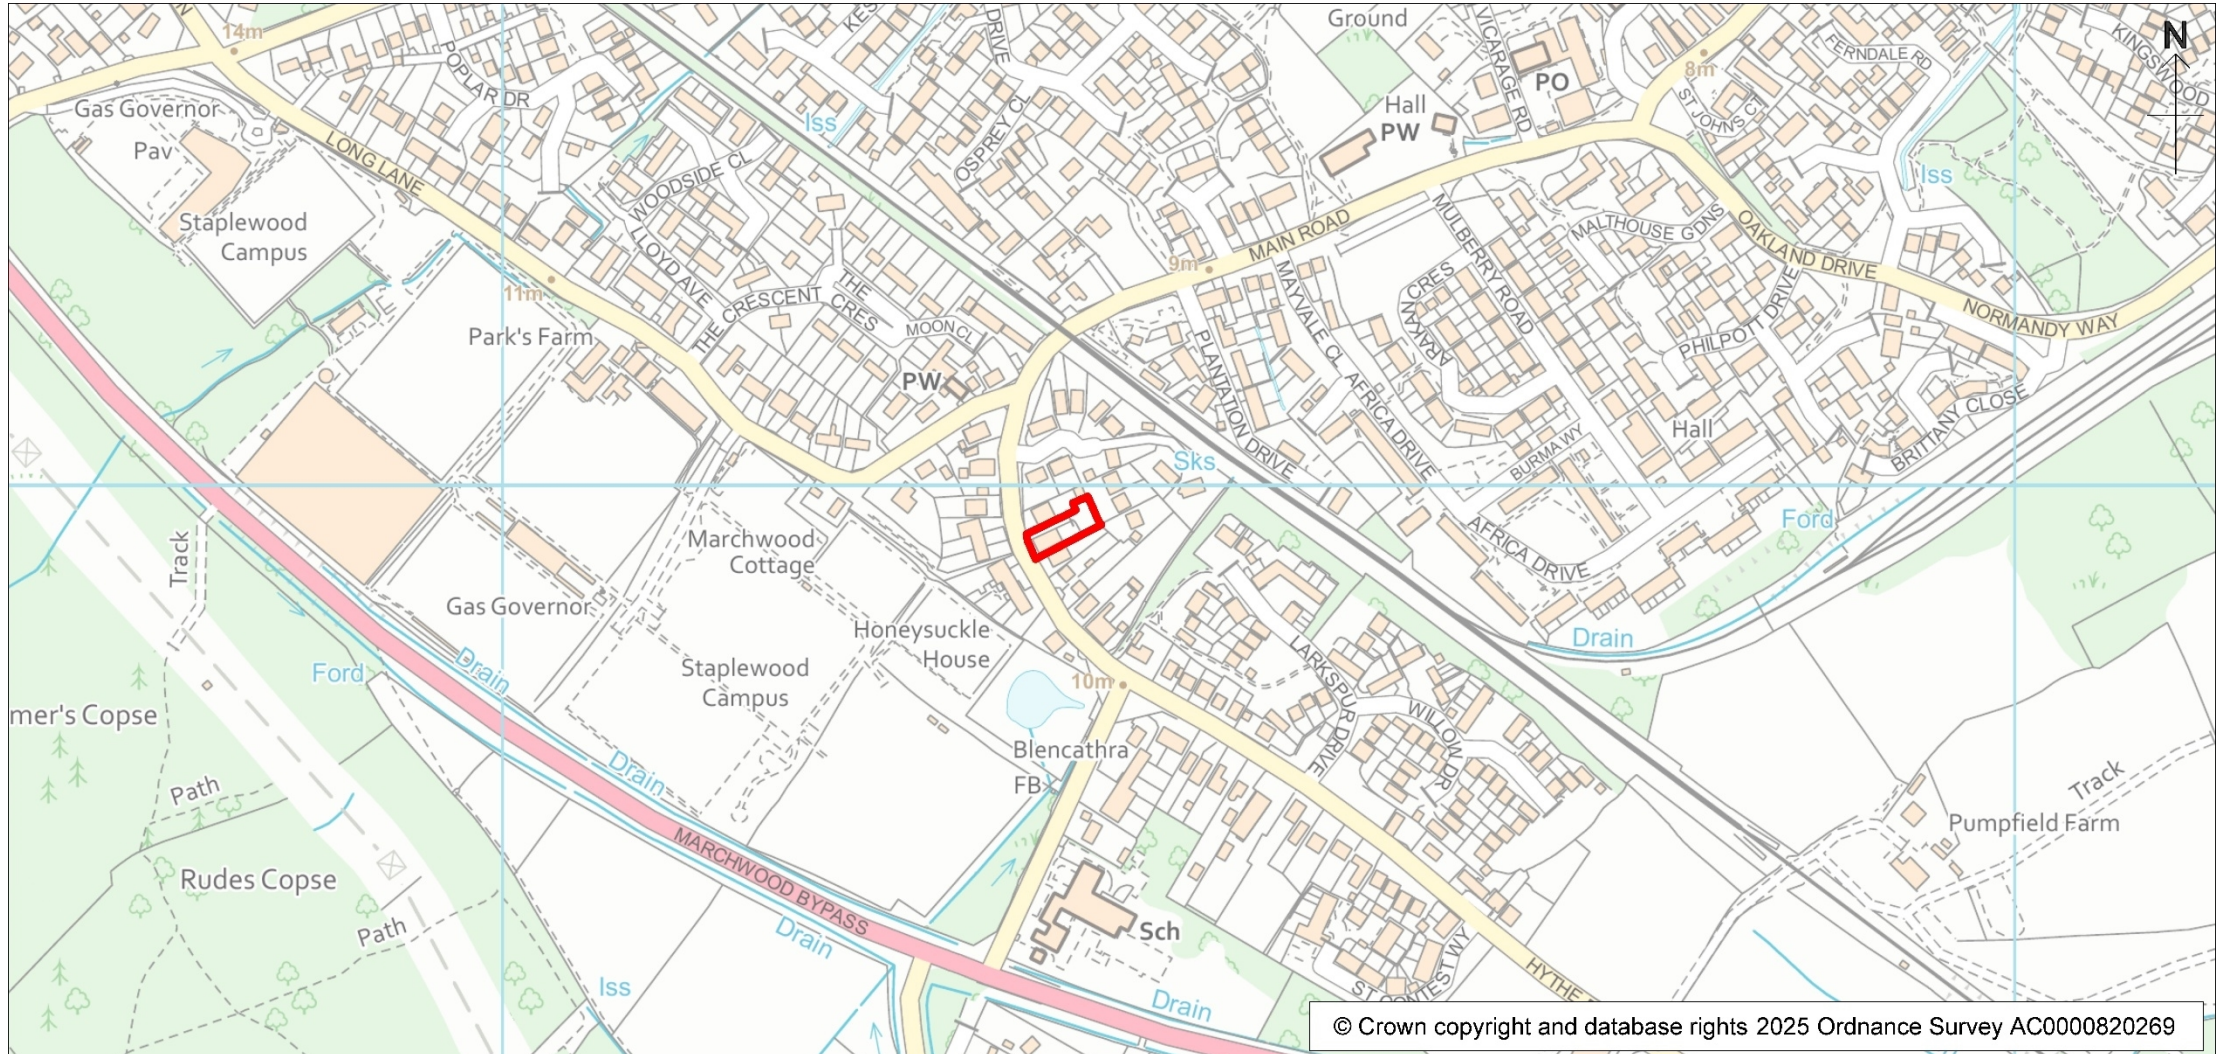 N
14m
POPLAR DR
DRIVE
Ground
VICARAGE RD
PO
8m
FERNDALE RD
KINGSWOOD
N
Gas Governor
Pav
LONG LANE
Iss
OSPREY CL
Hall
PW
ST JOHN'S CT
Iss
Staplewood
Campus
WOODSIDE CL
LLOYD AVE
MAIN ROAD
9m
MULBERRY ROAD
MALTHOUSE GDNS
OAKLAND DRIVE
NORMANDY WAY
11m
Park's Farm
THE CRESCENT
THE
CRES
MOON CL
PW
PLANTATION DRIVE
MAYVALE CL
AFRICA DRIVE
ARAKAN
CRES
PHILPOTT DRIVE
Hall
BURMA WY
BRITTANY CLOSE
Sks
AFRICA DRIVE
Ford
Drain
Track
Marchwood
Cottage
Gas Governor
Honeysuckle
House
Staplewood
Campus
10m
LARKSPUR DRIVE
WILLOW DR
Ford
Drain
mer's Copse
Path
Rudes Copse
Path
Drain
MARCHWOOD BYPASS
Drain
Blencathra
FB
Sch
Track
Pumpfield Farm
Iss
Drain
ST CONTEST WY
HYTHE
© Crown copyright and database rights 2025 Ordnance Survey AC0000820269